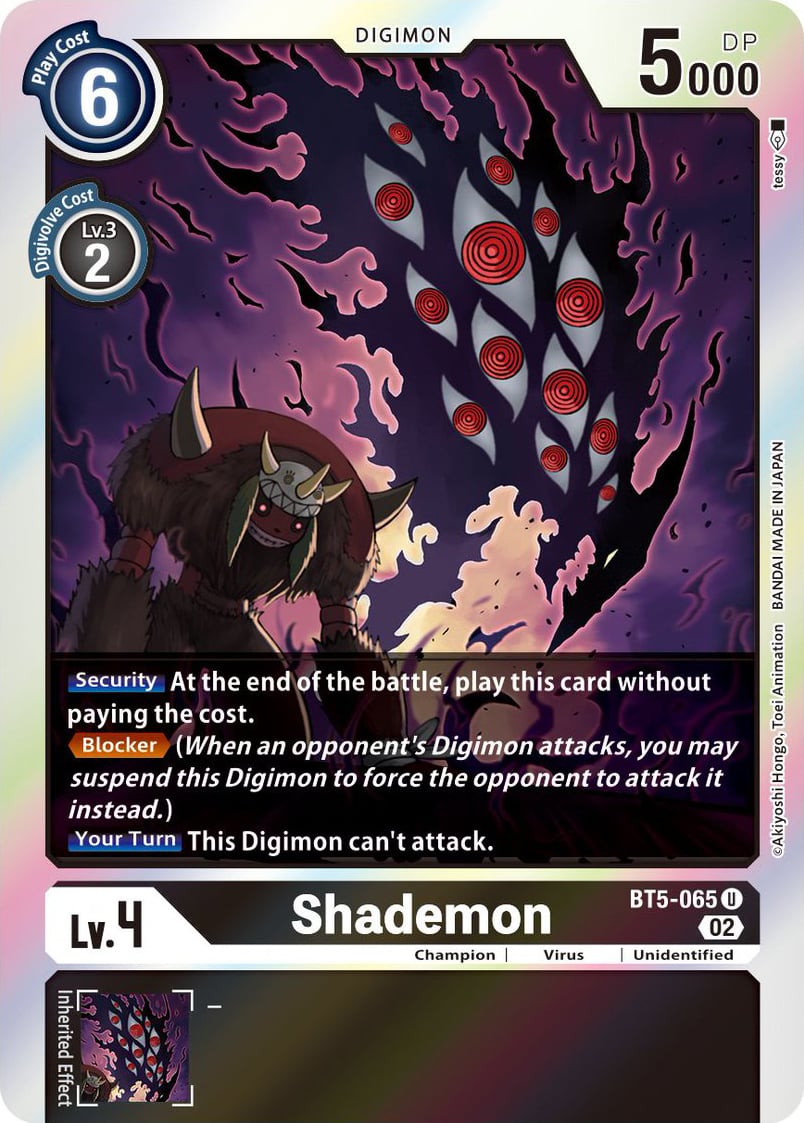 DIGIMON
Play Cost
6
5000
DP
Digivolve Cost
Lv.3
2
tessy
Security At the end of the battle, play this card without
paying the cost.
Blocker (When an opponent's Digimon attacks, you may
suspend this Digimon to force the opponent to attack it
instead.)
Your Turn This Digimon can't attack.
©Akiyoshi Hongo, Toei Animation BANDAI MADE IN JAPAN
Lv.4
Shademon
BT5-065 U
02
Champion | Virus | Unidentified
Inherited Effect
–